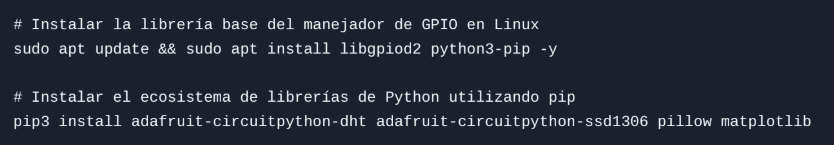 # Instalar la librería base del manejador de GPIO en Linux
sudo apt update && sudo apt install libgpiod2 python3-pip -y
# Instalar el ecosistema de librerías de Python utilizando pip
pip3 install adafruit-circuitpython-dht adafruit-circuitpython-ssd1306 pillow matplotlib